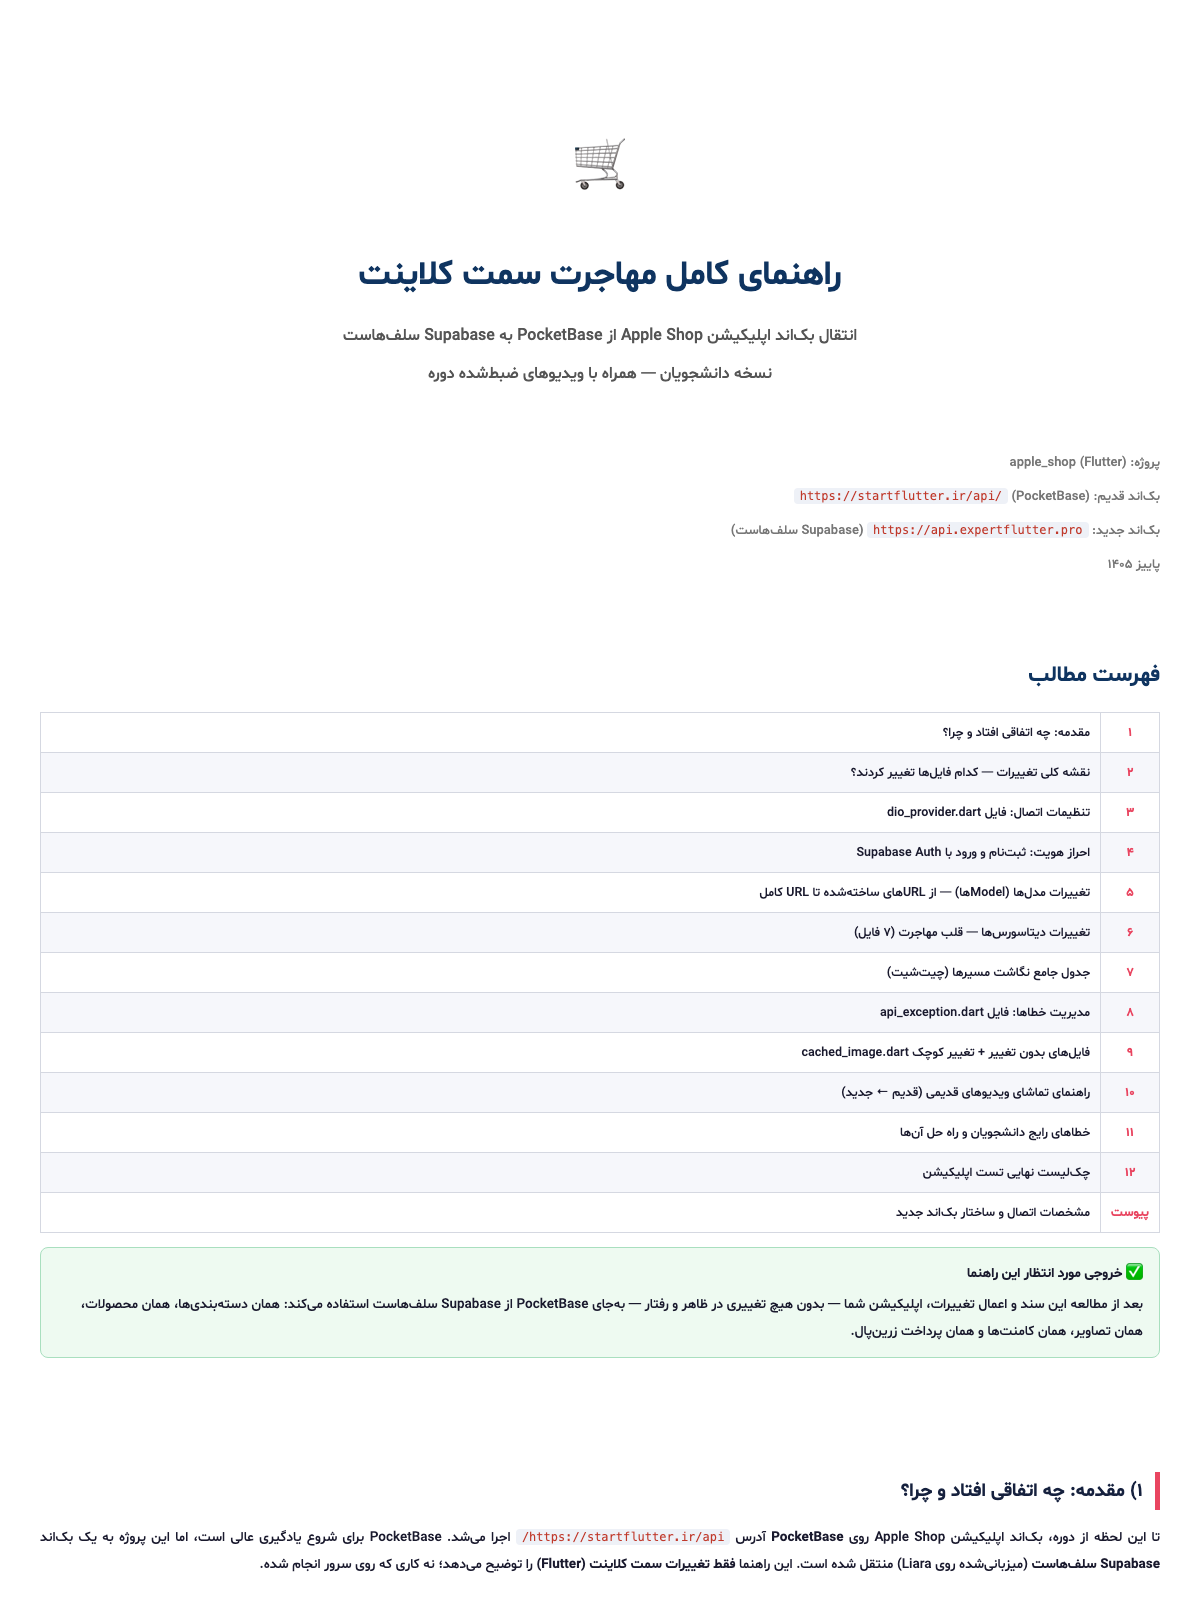 راهنمای کامل مهاجرت سمت کلاینت
انتقال بک‌اند اپلیکیشن Apple Shop از PocketBase به Supabase سلف‌هاست
نسخه دانشجویان — همراه با ویدیوهای ضبط‌شده دوره
پروژه: apple_shop (Flutter)
بک‌اند قدیم: (PocketBase) https://startflutter.ir/api/
بک‌اند جدید: https://api.expertflutter.pro (Supabase سلف‌هاست)
پاییز ۱۴۰۵
فهرست مطالب
۱ مقدمه: چه اتفاقی افتاد و چرا؟
۲ نقشه کلی تغییرات — کدام فایل‌ها تغییر کردند؟
۳ تنظیمات اتصال: فایل dio_provider.dart
۴ احراز هویت: ثبت‌نام و ورود با Supabase Auth
۵ تغییرات مدل‌ها (Modelها) — از URLهای ساخته‌شده تا URL کامل
۶ تغییرات دیتاسورس‌ها — قلب مهاجرت (۷ فایل)
۷ جدول جامع نگاشت مسیرها (چیت‌شیت)
۸ مدیریت خطاها: فایل api_exception.dart
۹ فایل‌های بدون تغییر + تغییر کوچک cached_image.dart
۱۰ راهنمای تماشای ویدیوهای قدیمی (قدیم ← جدید)
۱۱ خطاهای رایج دانشجویان و راه حل آن‌ها
۱۲ چک‌لیست نهایی تست اپلیکیشن
پیوست مشخصات اتصال و ساختار بک‌اند جدید
✅ خروجی مورد انتظار این راهنما
بعد از مطالعه این سند و اعمال تغییرات، اپلیکیشن شما — بدون هیچ تغییری در ظاهر و رفتار — به‌جای PocketBase از Supabase سلف‌هاست استفاده می‌کند: همان دسته‌بندی‌ها، همان محصولات،
همان تصاویر، همان کامنت‌ها و همان پرداخت زرین‌پال.
۱) مقدمه: چه اتفاقی افتاد و چرا؟
تا این لحظه از دوره، بک‌اند اپلیکیشن Apple Shop روی PocketBase آدرس https://startflutter.ir/api/ اجرا می‌شد. PocketBase برای شروع یادگیری عالی است، اما این پروژه به یک بک‌اند
Supabase سلف‌هاست (میزبانی‌شده روی Liara) منتقل شده است. این راهنما فقط تغییرات سمت کلاینت (Flutter) را توضیح می‌دهد؛ نه کاری که روی سرور انجام شده.